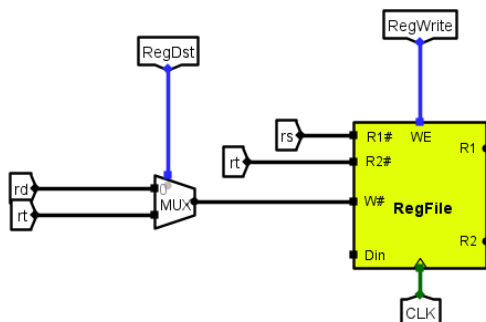 RegDst
RegWrite
rs
rt
R1# WE R1
R2#
rd
rt
0
MUX
W#
RegFile
Din
R2
CLK